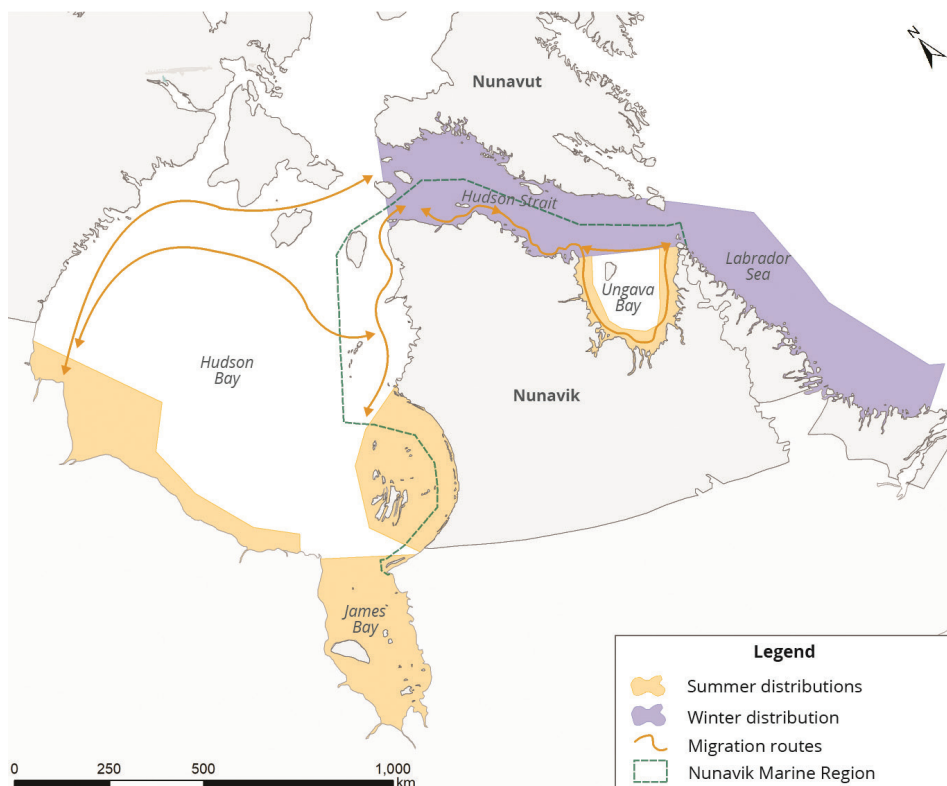 N
Nunavut
Hudson Strait
Labrador
Sea
Ungava
Bay
Hudson
Bay
Nunavik
James
Bay
Legend
Summer distributions
Winter distribution
Migration routes
Nunavik Marine Region
0 250 500 1,000
km